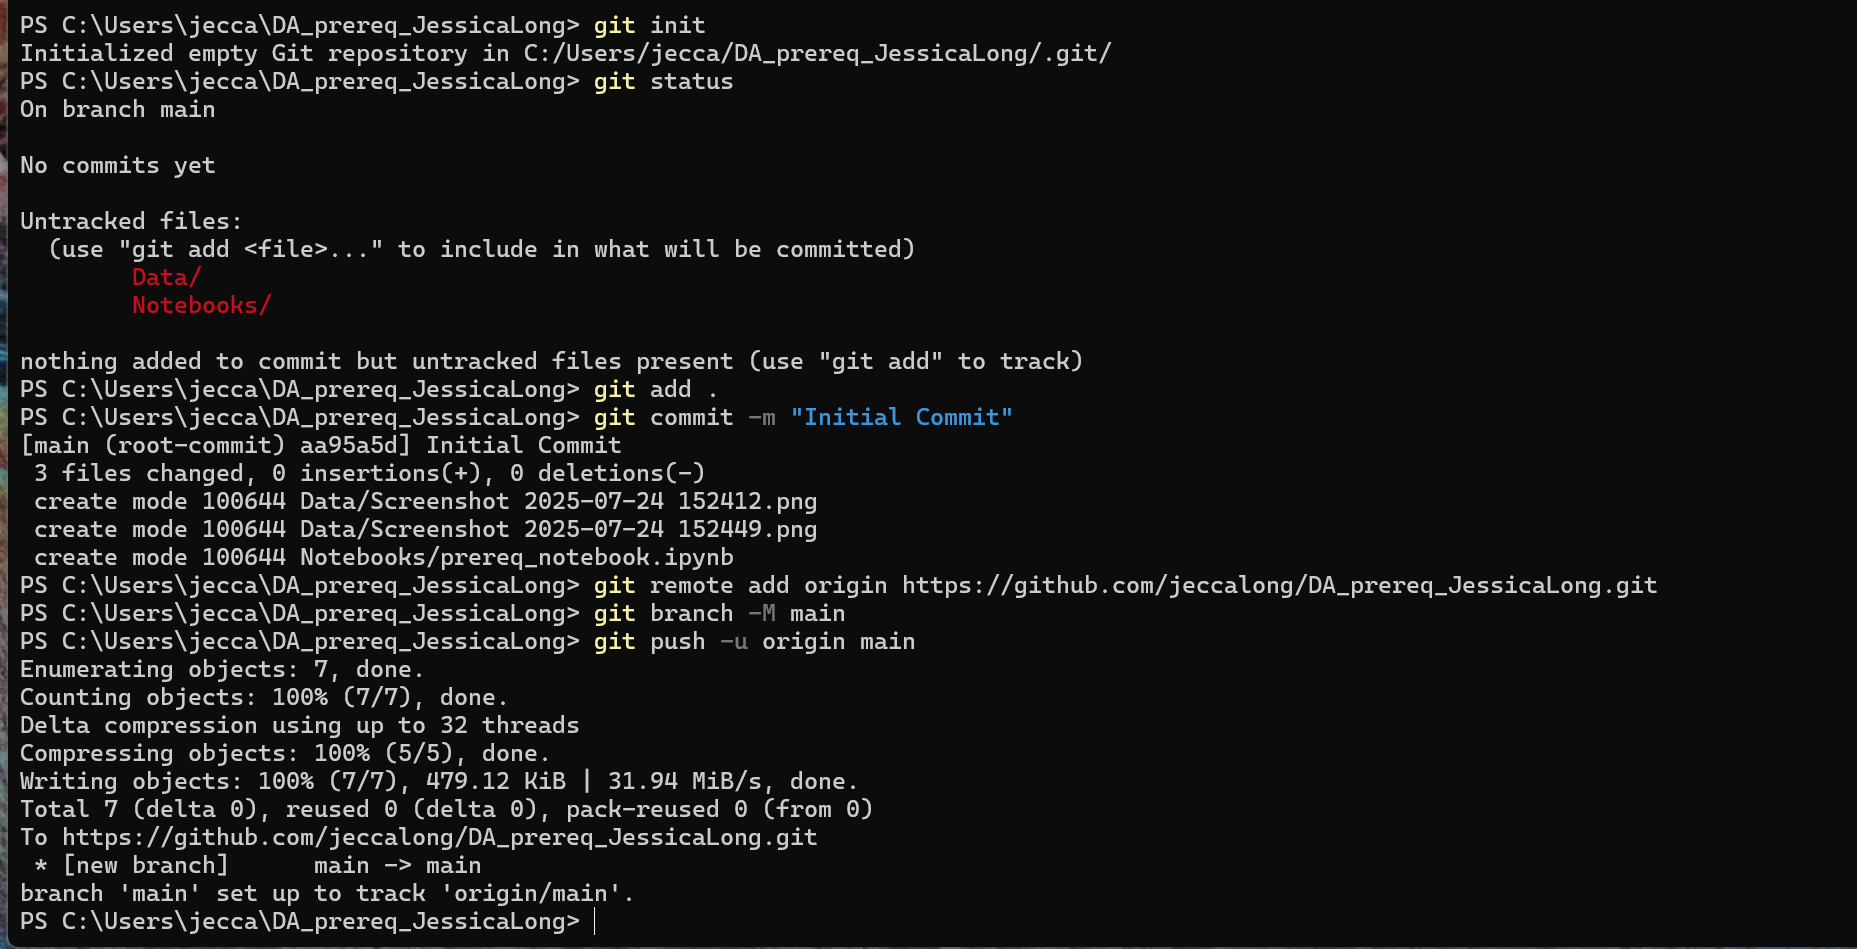 PS C:\Users\jecca\DA_prereq_JessicaLong> git init
Initialized empty Git repository in C:/Users/jecca/DA_prereq_JessicaLong/.git/
PS C:\Users\jecca\DA_prereq_JessicaLong> git status
On branch main
No commits yet
Untracked files:
  (use "git add <file>..." to include in what will be committed)
        Data/
        Notebooks/
nothing added to commit but untracked files present (use "git add" to track)
PS C:\Users\jecca\DA_prereq_JessicaLong> git add .
PS C:\Users\jecca\DA_prereq_JessicaLong> git commit -m "Initial Commit"
[main (root-commit) aa95a5d] Initial Commit
 3 files changed, 0 insertions(+), 0 deletions(-)
 create mode 100644 Data/Screenshot 2025-07-24 152412.png
 create mode 100644 Data/Screenshot 2025-07-24 152449.png
 create mode 100644 Notebooks/prereq_notebook.ipynb
PS C:\Users\jecca\DA_prereq_JessicaLong> git remote add origin https://github.com/jeccalong/DA_prereq_JessicaLong.git
PS C:\Users\jecca\DA_prereq_JessicaLong> git branch -M main
PS C:\Users\jecca\DA_prereq_JessicaLong> git push -u origin main
Enumerating objects: 7, done.
Counting objects: 100% (7/7), done.
Delta compression using up to 32 threads
Compressing objects: 100% (5/5), done.
Writing objects: 100% (7/7), 479.12 KiB | 31.94 MiB/s, done.
Total 7 (delta 0), reused 0 (delta 0), pack-reused 0 (from 0)
To https://github.com/jeccalong/DA_prereq_JessicaLong.git
 * [new branch]      main -> main
branch 'main' set up to track 'origin/main'.
PS C:\Users\jecca\DA_prereq_JessicaLong>